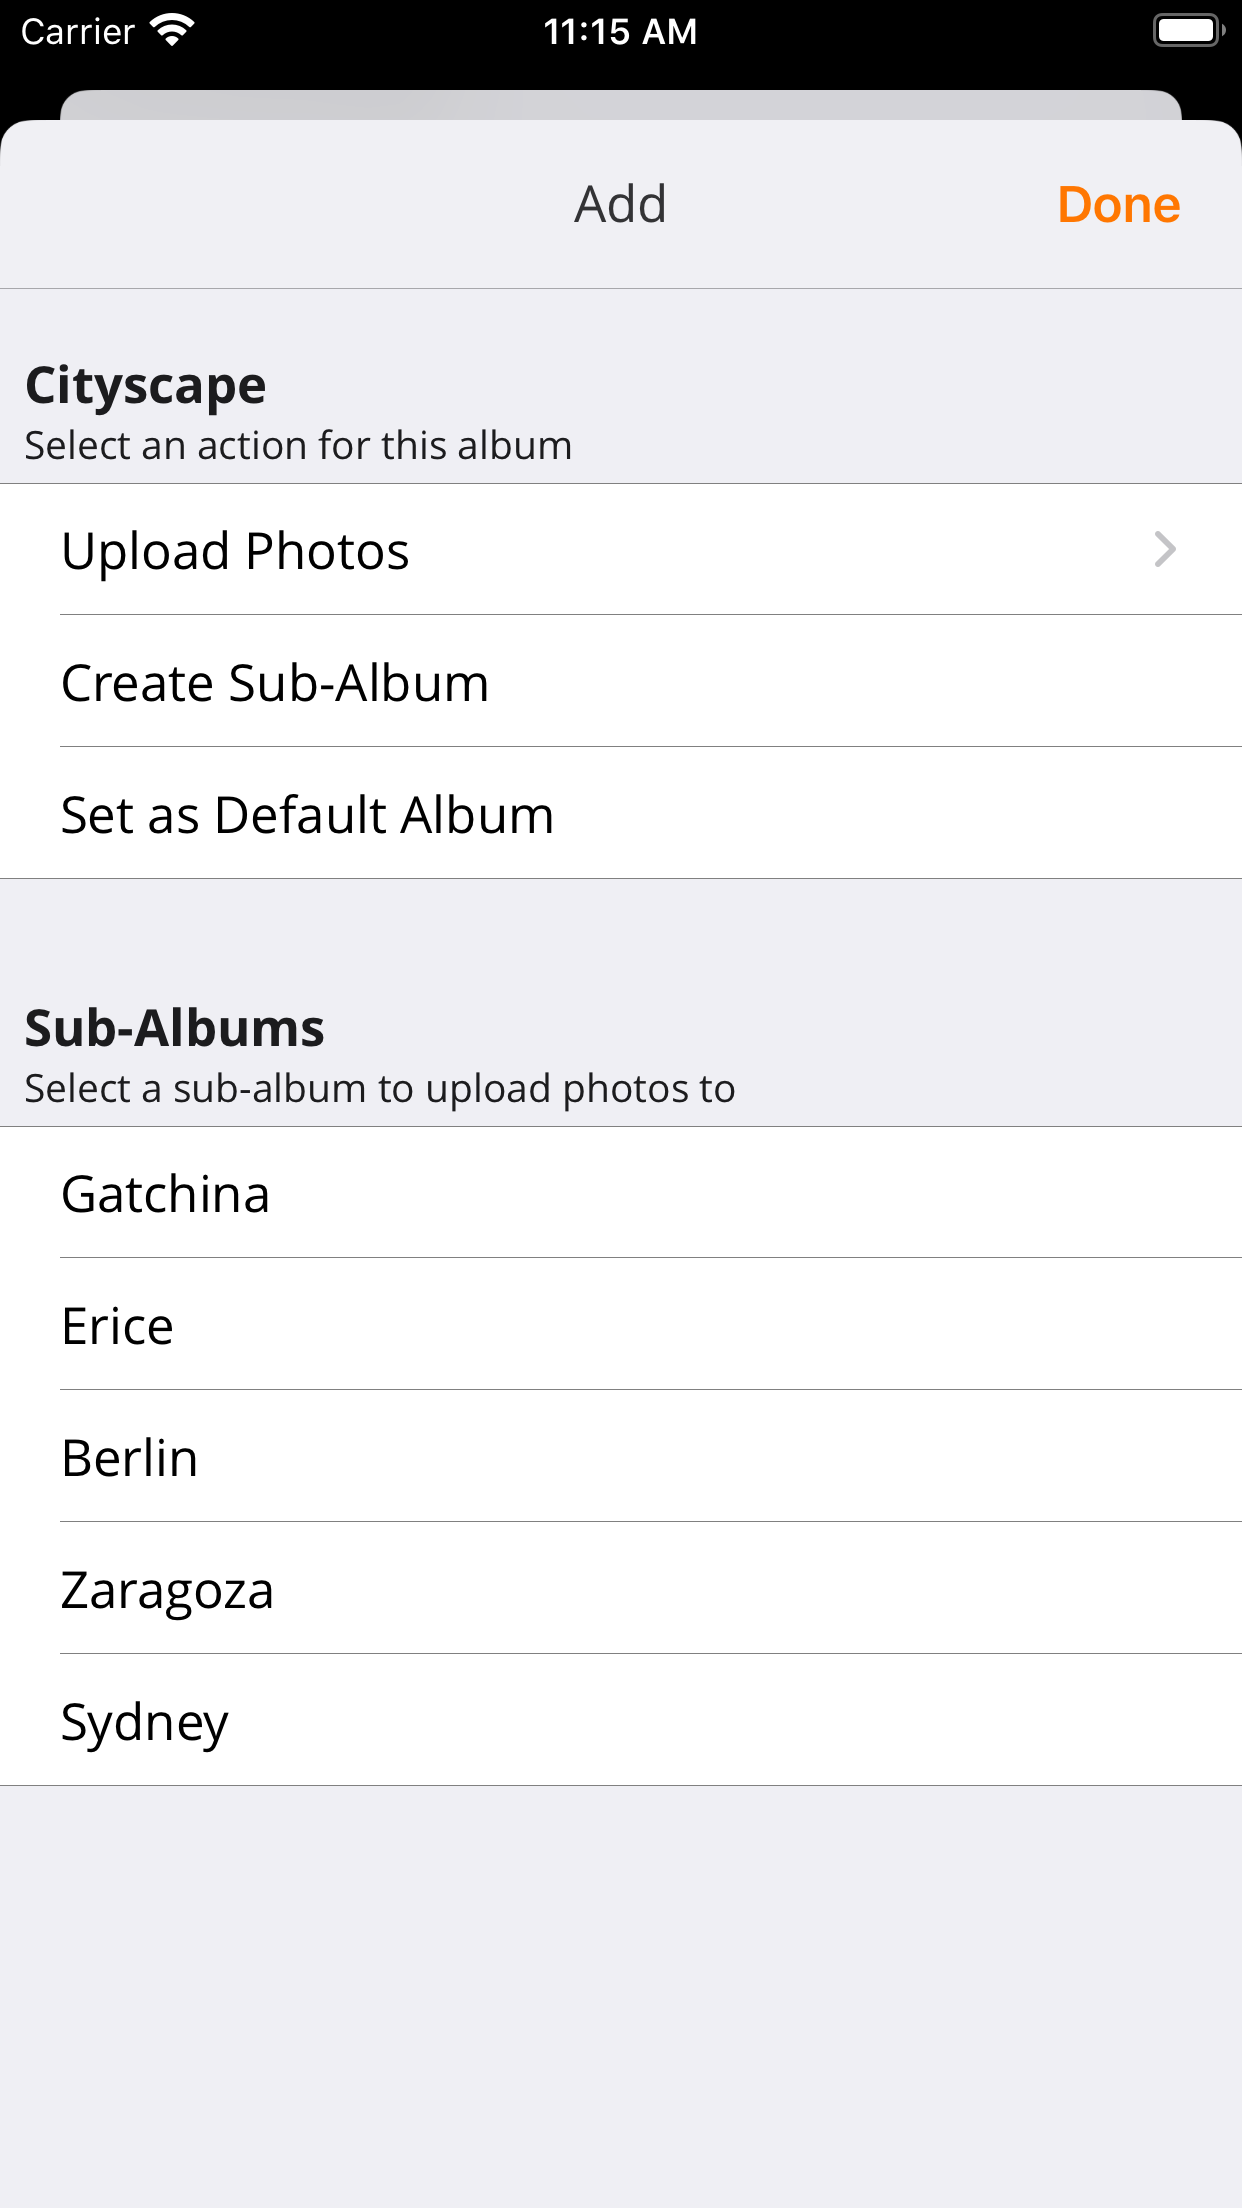 Carrier 11:15 AM
Add Done
Cityscape
Select an action for this album
Upload Photos
Create Sub-Album
Set as Default Album
Sub-Albums
Select a sub-album to upload photos to
Gatchina
Erice
Berlin
Zaragoza
Sydney